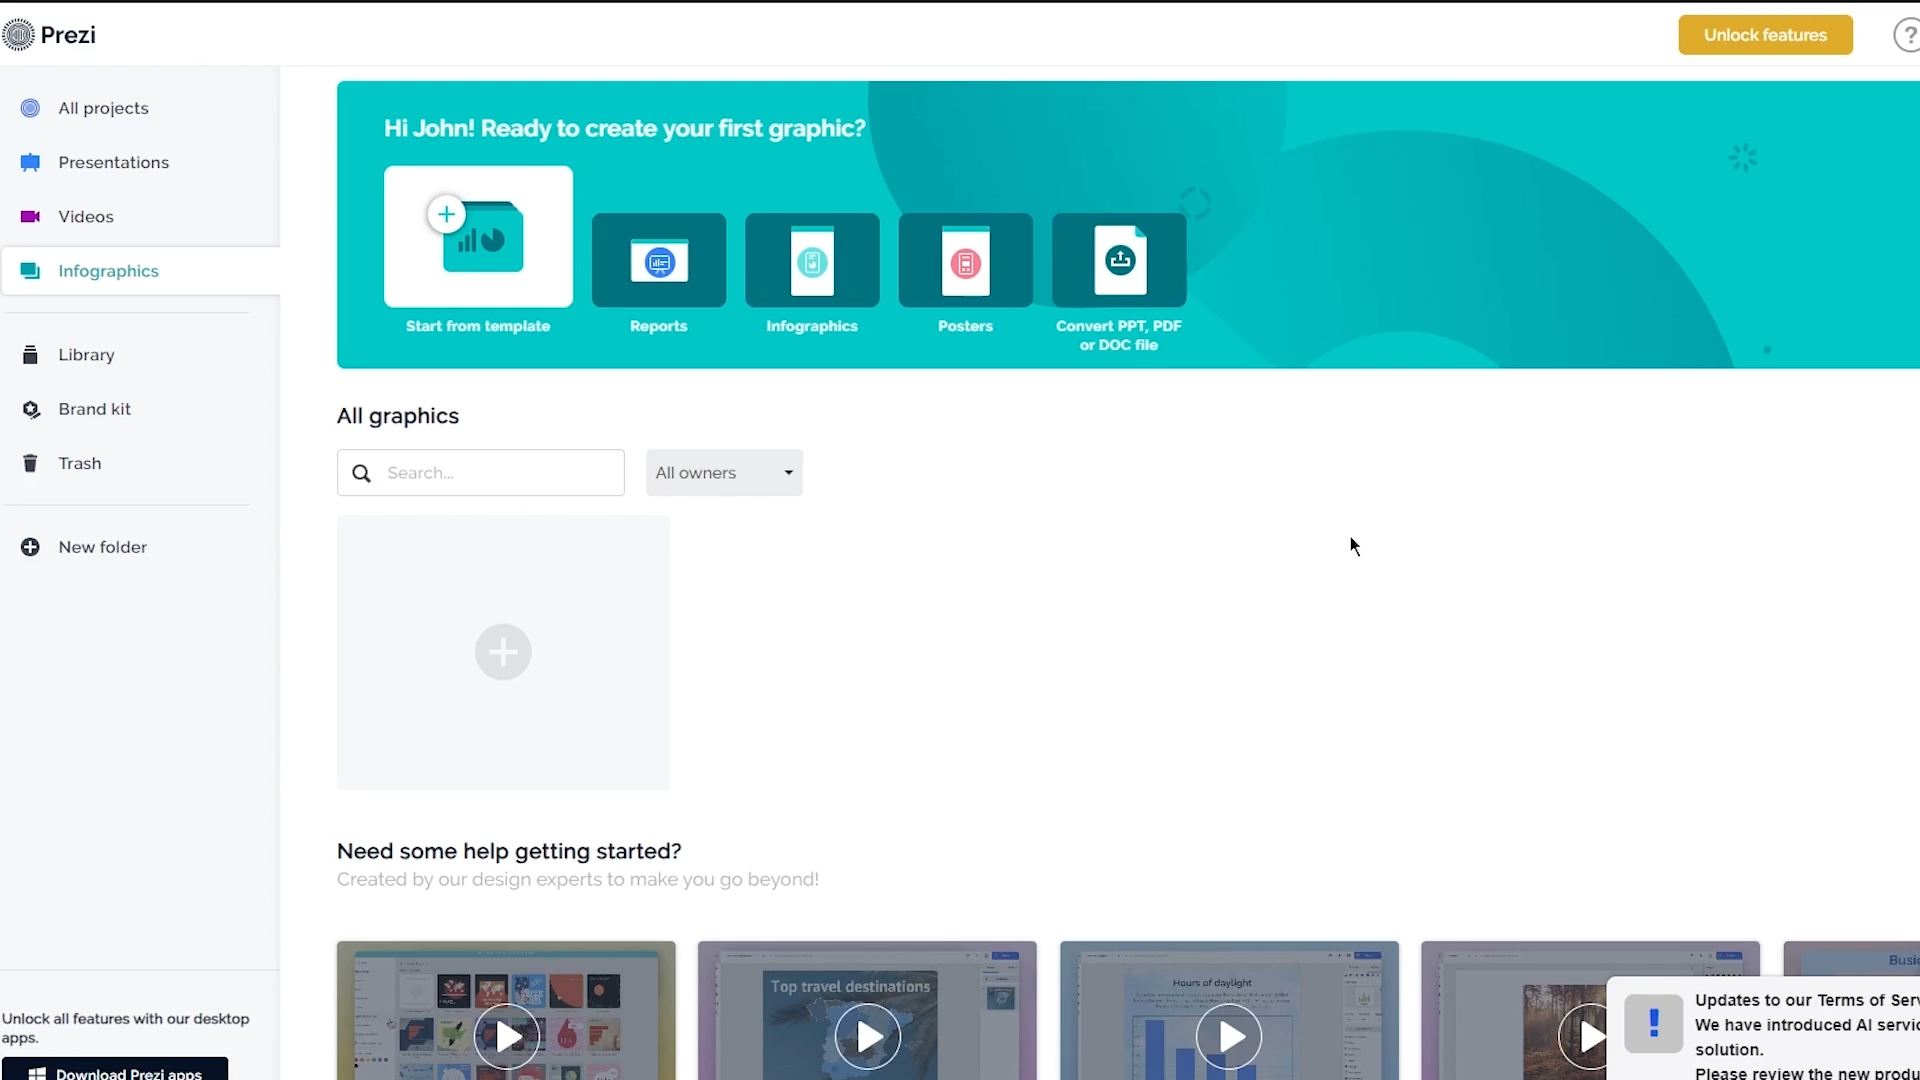 Prezi
Unlock features
?
All projects
Presentations
Videos
Infographics
Library
Brand kit
Trash
New folder
Unlock all features with our desktop
apps.
Download Prezi apps
Hi John! Ready to create your first graphic?
Start from template
Reports
Infographics
Posters
Convert PPT, PDF
or DOC file
All graphics
Search...
All owners
Need some help getting started?
Created by our design experts to make you go beyond!
Top travel destinations
Hours of daylight
Updates to our Terms of Serv
We have introduced AI servic
solution.
Please review the new produ